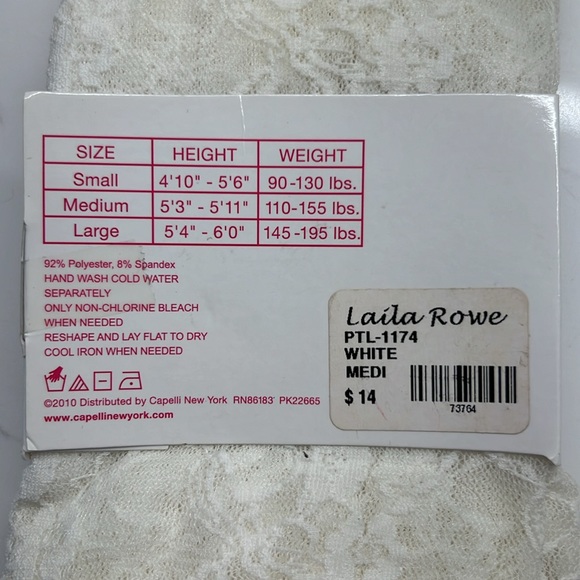 SIZE HEIGHT WEIGHT
Small 4'10" - 5'6" 90-130 lbs.
Medium 5'3" - 5'11" 110-155 lbs.
Large 5'4" - 6'0" 145-195 lbs.
92% Polyester, 8% Spandex
HAND WASH COLD WATER
SEPARATELY
ONLY NON-CHLORINE BLEACH
WHEN NEEDED
RESHAPE AND LAY FLAT TO DRY
COOL IRON WHEN NEEDED
©2010 Distributed by Capelli New York RN86183 PK22665
www.capellinewyork.com
Laila Rowe
PTL-1174
WHITE
MEDI
$ 14
73764